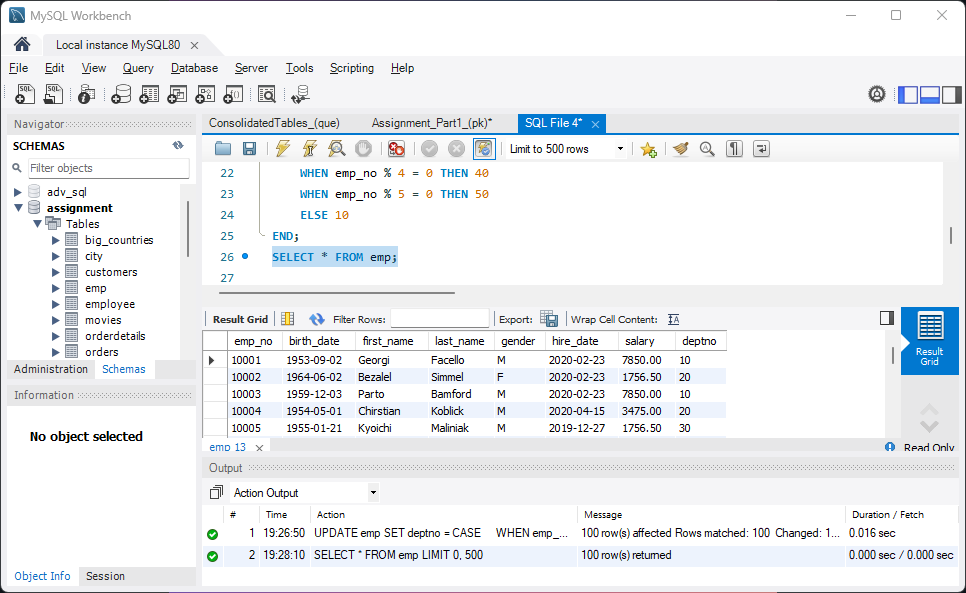 MySQL Workbench
Local instance MySQL80
File Edit View Query Database Server Tools Scripting Help
Navigator
SCHEMAS
Filter objects
adv_sql
assignment
Tables
big_countries
city
customers
emp
employee
movies
orderdetails
orders
Administration Schemas
Information
No object selected
Object Info Session
ConsolidatedTables_(que) Assignment_Part1_(pk)* SQL File 4*
Limit to 500 rows
22 WHEN emp_no % 4 = 0 THEN 40
23 WHEN emp_no % 5 = 0 THEN 50
24 ELSE 10
25 END;
26 SELECT * FROM emp;
27
Result Grid Filter Rows: Export: Wrap Cell Content:
emp_no birth_date first_name last_name gender hire_date salary deptno
10001 1953-09-02 Georgi Facello M 2020-02-23 7850.00 10
10002 1964-06-02 Bezalel Simmel F 2020-02-23 1756.50 20
10003 1959-12-03 Parto Bamford M 2020-02-23 7850.00 10
10004 1954-05-01 Chirstian Koblick M 2020-04-15 3475.00 20
10005 1955-01-21 Kyoichi Maliniak M 2019-12-27 1756.50 30
Result
Grid
emp 13
Read Only
Output
Action Output
# Time Action Message Duration / Fetch
1 19:26:50 UPDATE emp SET deptno = CASE WHEN emp_... 100 row(s) affected Rows matched: 100 Changed: 1... 0.016 sec
2 19:28:10 SELECT * FROM emp LIMIT 0, 500 100 row(s) returned 0.000 sec / 0.000 sec